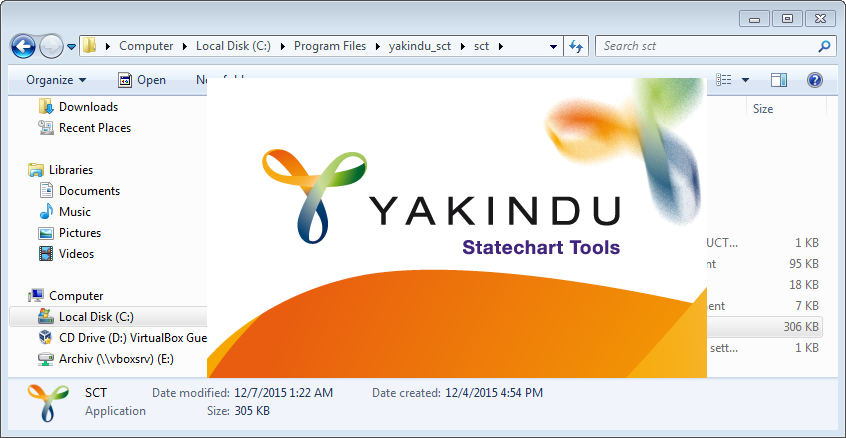 Computer Local Disk (C:) Program Files yakindu_sct sct
Search sct
Organize Open
Size
Downloads
Recent Places
Libraries
Documents
Music
Pictures
Videos
Computer
Local Disk (C:)
CD Drive (D:) VirtualBox Gue
Archiv (\\vboxsrv) (E:)
YAKINDU
Statechart Tools
UCT... 1 KB
nt 95 KB
18 KB
ment 7 KB
306 KB
sett... 1 KB
SCT Date modified: 12/7/2015 1:22 AM Date created: 12/4/2015 4:54 PM
Application Size: 305 KB